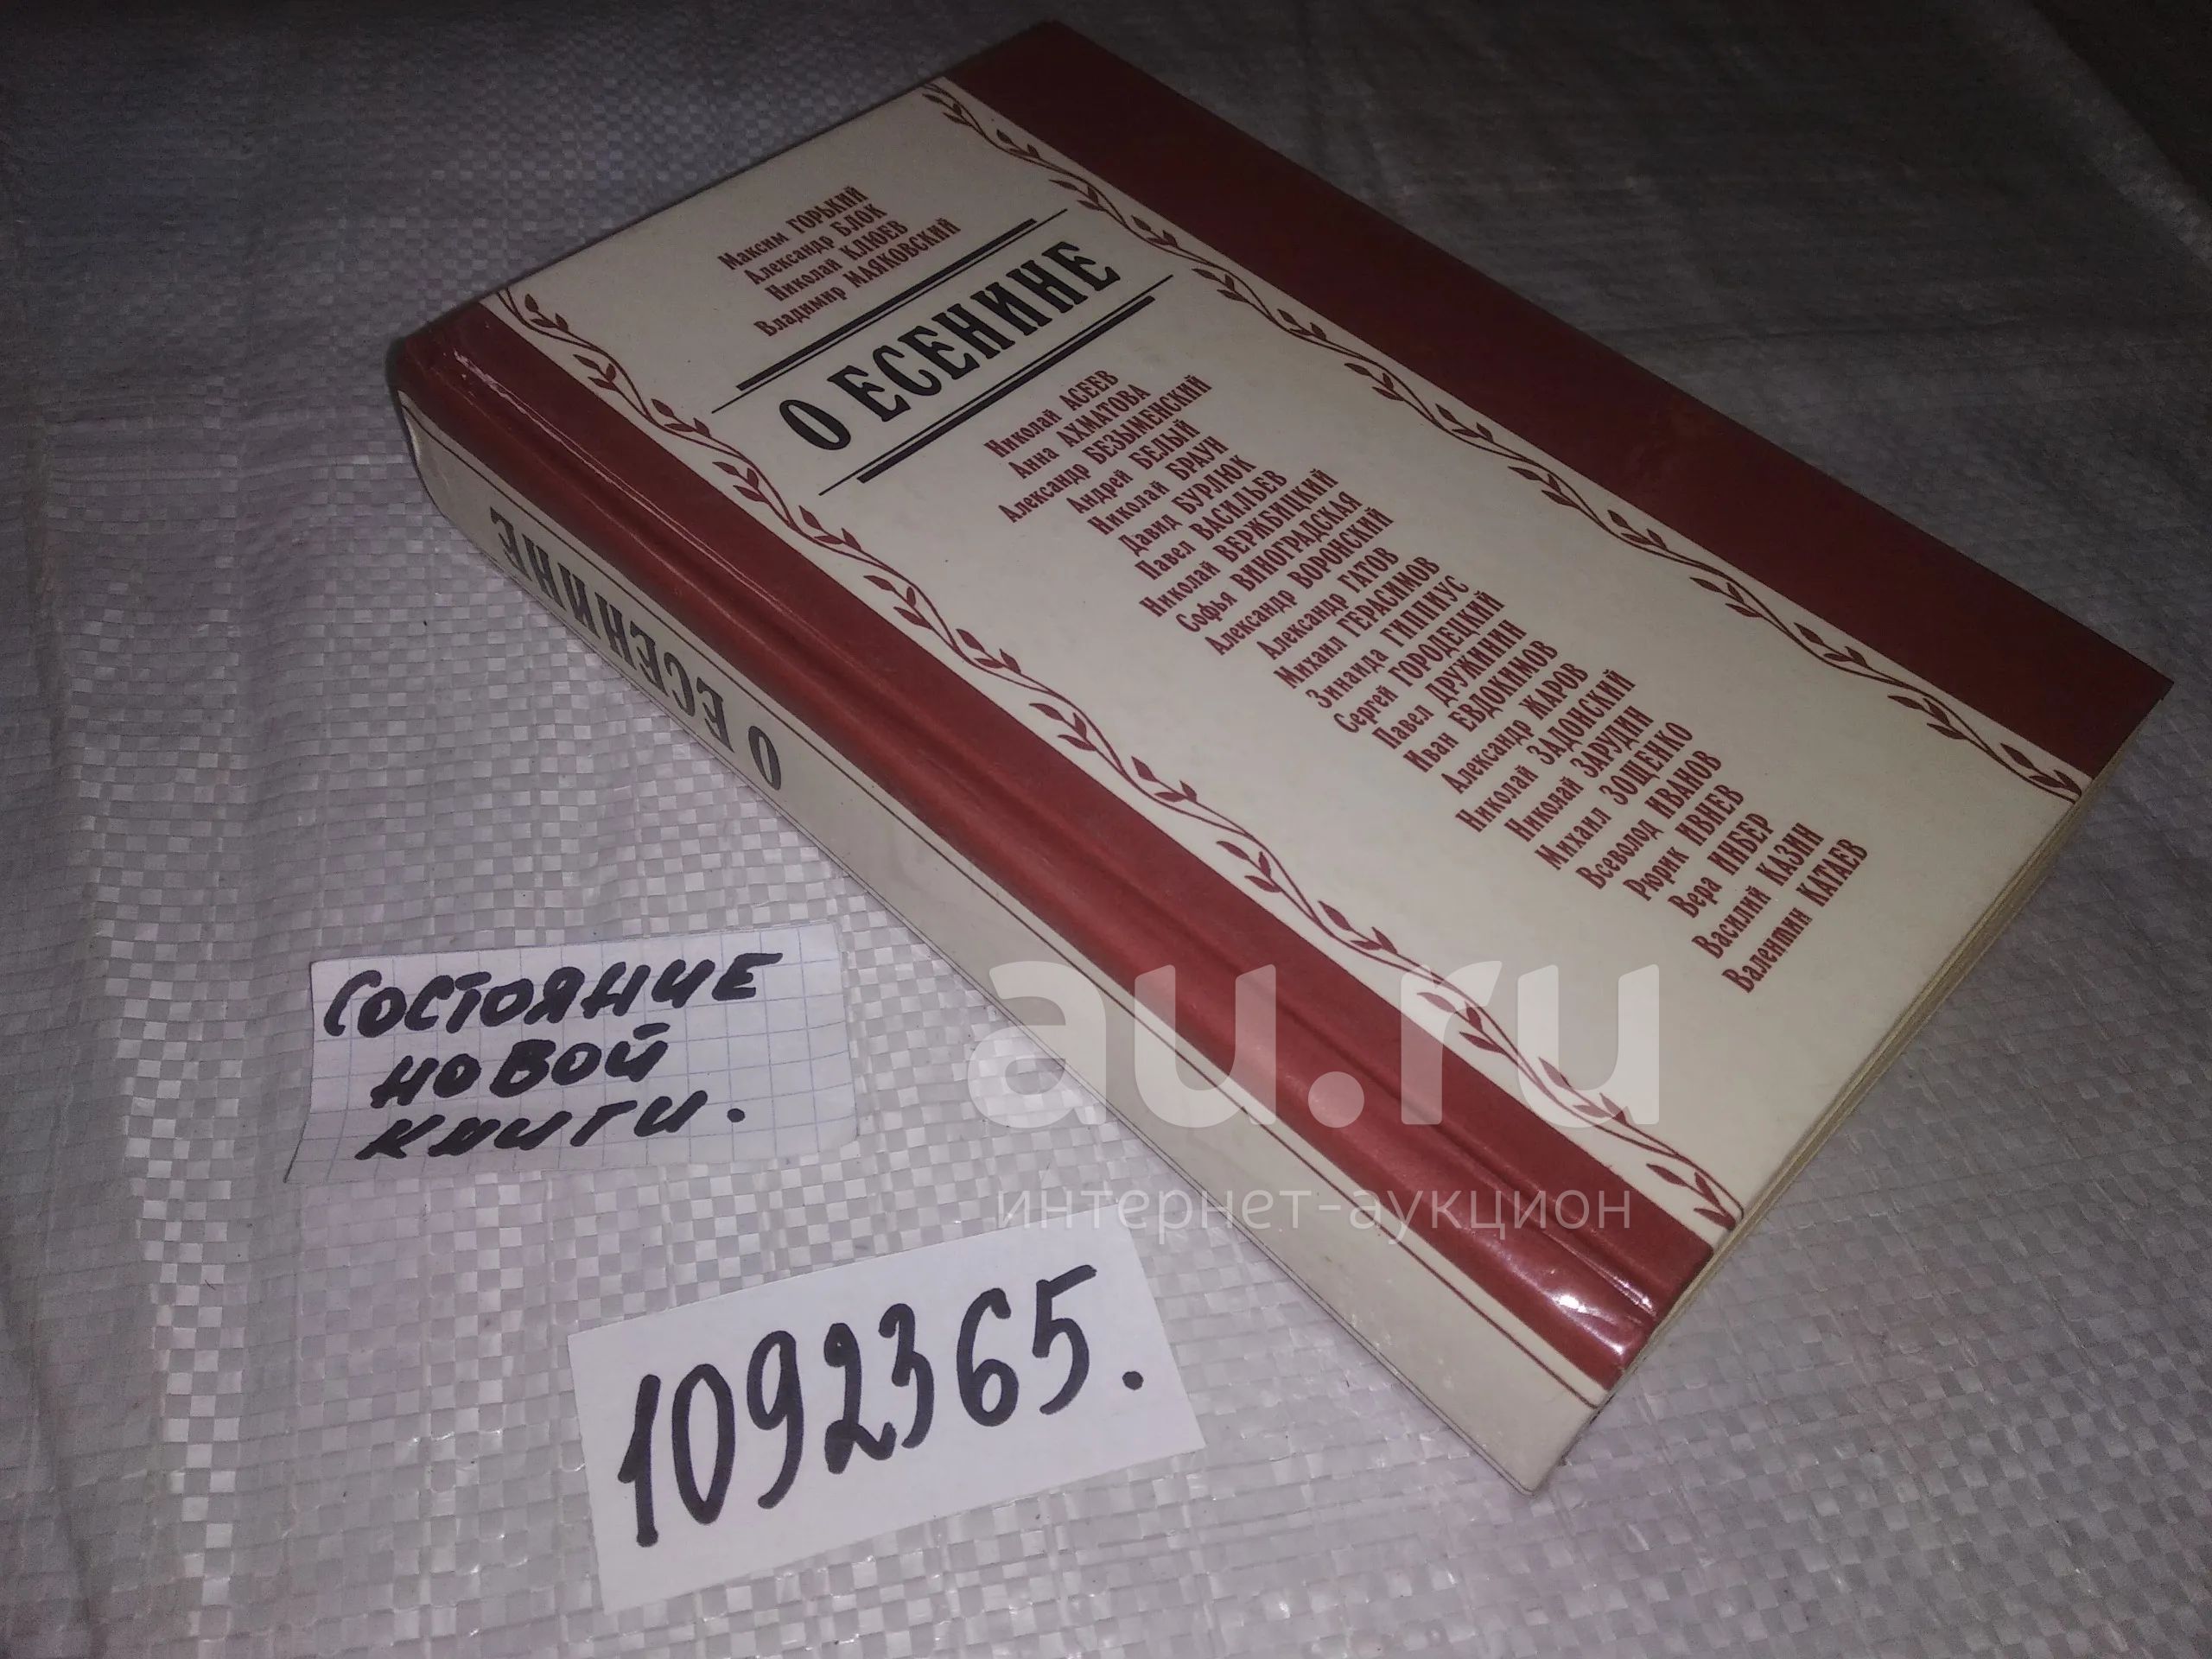 Максим ГОРЬКИЙ
Александр БЛОК
Николай КЛЮЕВ
Владимир МАЯКОВСКИЙ
О ЕСЕНИНЕ
Николай АСЕЕВ
Анна АХМАТОВА
Александр БЕЗЫМЕНСКИЙ
Андрей БЕЛЫЙ
Николай БРАУН
Давид БУРЛЮК
Павел ВАСИЛЬЕВ
Николай ВЕРЖБИЦКИЙ
Софья ВИНОГРАДСКАЯ
Александр ВОРОНСКИЙ
Александр ГАТОВ
Михаил ГЕРАСИМОВ
Зинаида ГИППИУС
Сергей ГОРОДЕЦКИЙ
Павел ДРУЖИНИН
Иван ЕВДОКИМОВ
Александр ЖАРОВ
Николай ЗАДОНСКИЙ
Николай ЗАРУДИН
Михаил ЗОЩЕНКО
Всеволод ИВАНОВ
Рюрик ИВНЕВ
Вера ИНБЕР
Василий КАЗИН
Валентин КАТАЕВ
О ЕСЕНИНЕ
СОСТОЯНИЕ
НОВОЙ
КНИГИ.
1092365.
au.ru
интернет-аукцион